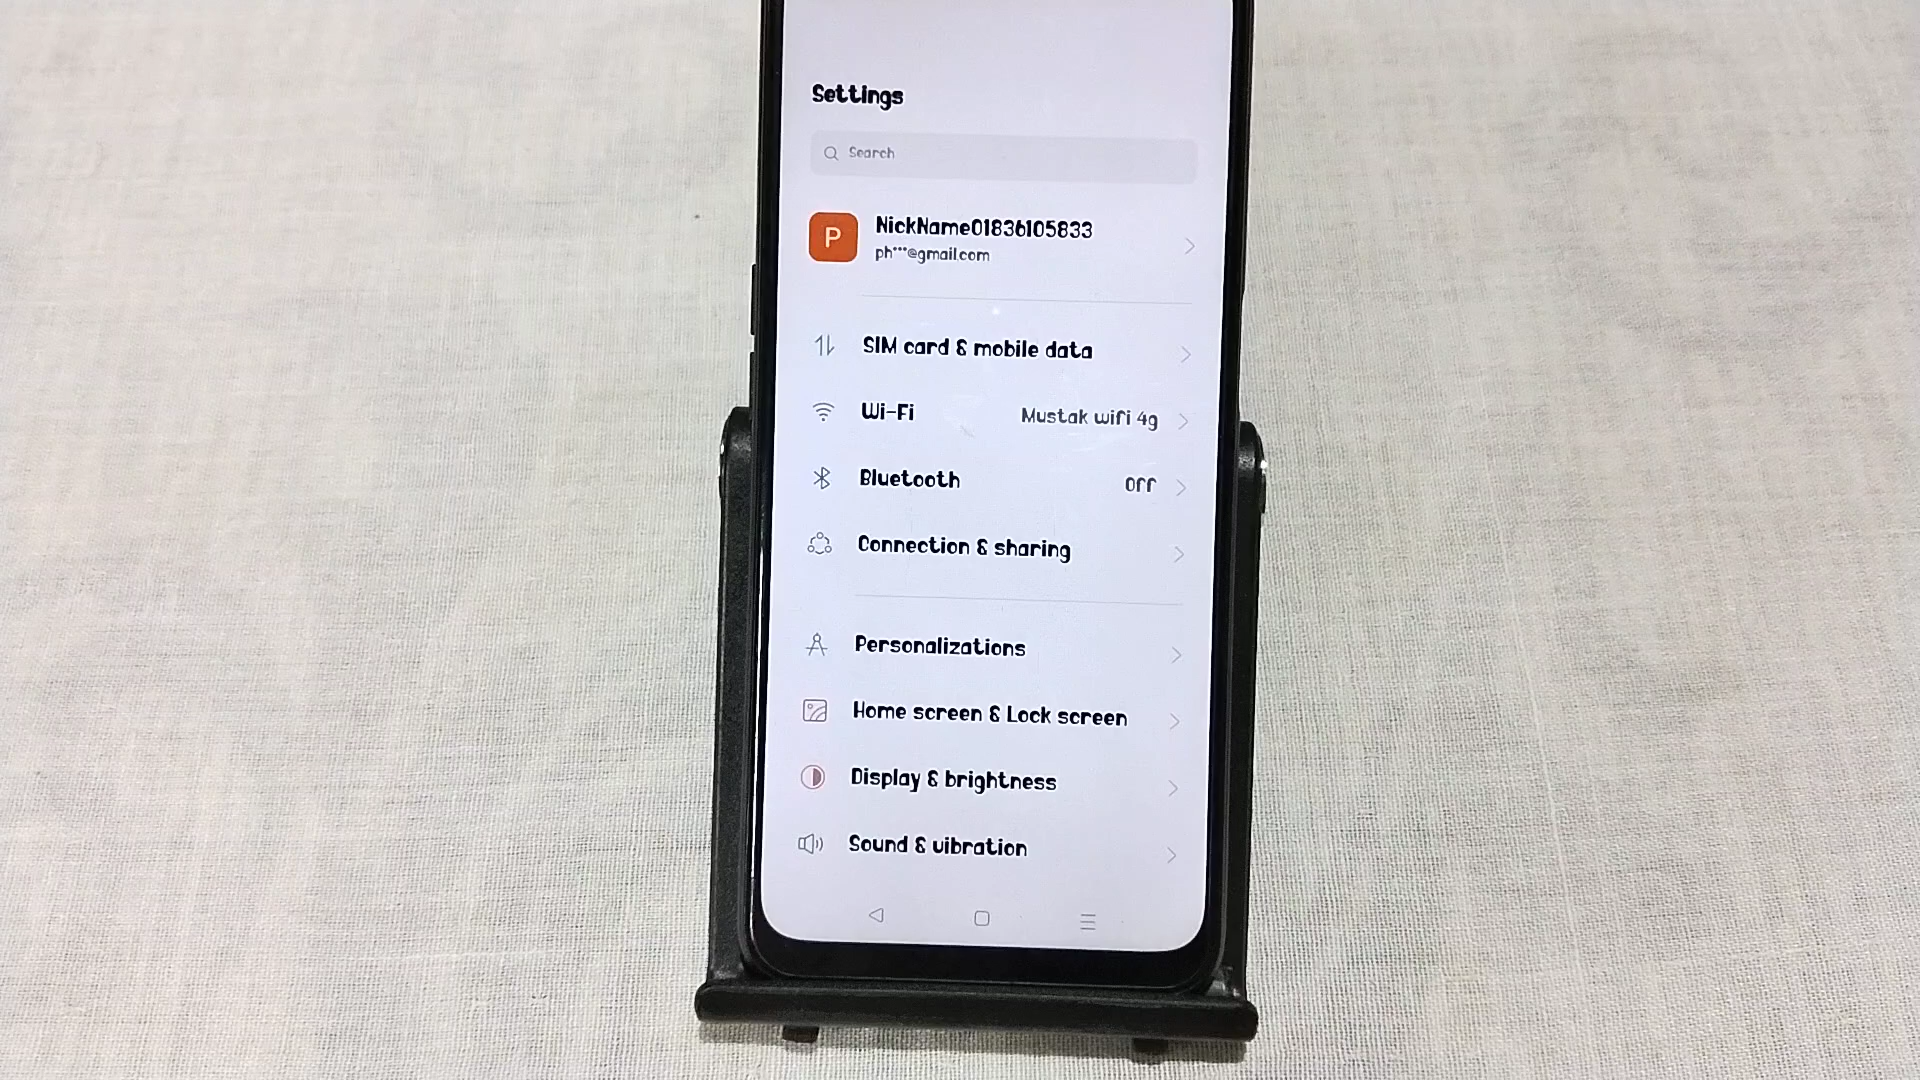 Settings
Search
P
NickName01836105833
ph***@gmail.com
SIM card & mobile data
Wi-Fi
Mustak wifi 4g
Bluetooth
Off
Connection & sharing
Personalizations
Home screen & Lock screen
Display & brightness
Sound & vibration